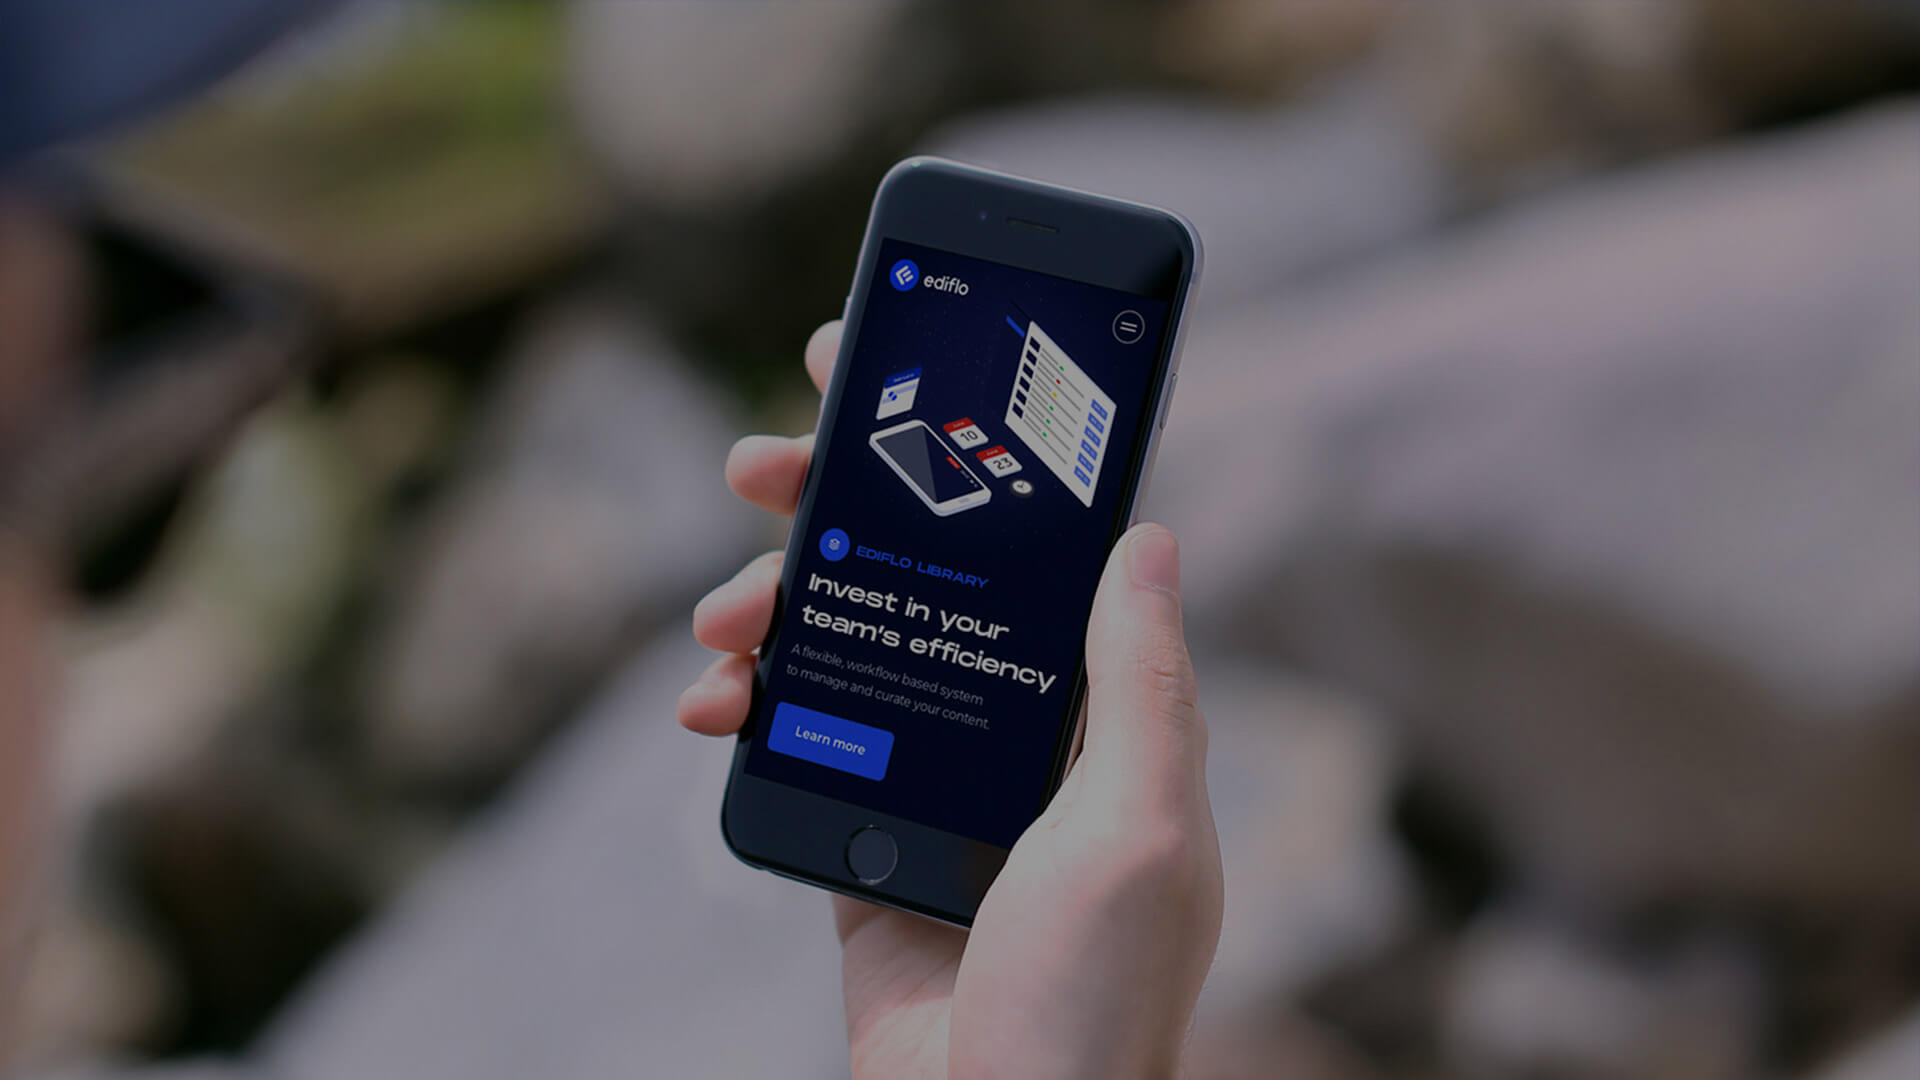 ediflo
10
23
EDIFLO LIBRARY
Invest in your
team's efficiency
A flexible, workflow based system
to manage and curate your content.
Learn more